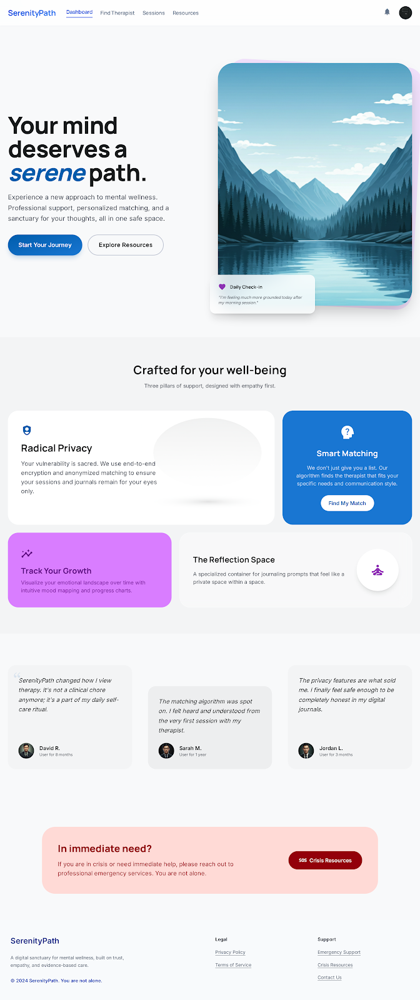 SerenityPath
Dashboard
Find Therapist
Sessions
Resources
Your mind
deserves a
serene path.
Experience a new approach to mental wellness.
Professional support, personalized matching, and a
sanctuary for your thoughts, all in one safe space.
Start Your Journey
Explore Resources
Daily Check-in
"I'm feeling much more grounded today after
my morning session."
Crafted for your well-being
Three pillars of support, designed with empathy first.
Radical Privacy
Your vulnerability is sacred. We use end-to-end
encryption and anonymized matching to ensure
your sessions and journals remain for your eyes
only.
Smart Matching
We don't just give you a list. Our
algorithm finds the therapist that fits your
specific needs and communication style.
Find My Match
Track Your Growth
Visualize your emotional landscape over time with
intuitive mood mapping and progress charts.
The Reflection Space
A specialized container for journaling prompts that feel like a
private space within a space.
“
SerenityPath changed how I view
therapy. It's not a clinical chore
anymore; it's a part of my daily self-
care ritual.
David R.
User for 8 months
The matching algorithm was spot
on. I felt heard and understood from
the very first session with my
therapist.
Sarah M.
User for 1 year
The privacy features are what sold
me. I finally feel safe enough to be
completely honest in my digital
journals.
Jordan L.
User for 3 months
In immediate need?
If you are in crisis or need immediate help, please reach out to
professional emergency services. You are not alone.
SOS Crisis Resources
SerenityPath
A digital sanctuary for mental wellness, built on trust,
empathy, and evidence-based care.
© 2024 SerenityPath. You are not alone.
Legal
Privacy Policy
Terms of Service
Support
Emergency Support
Crisis Resources
Contact Us